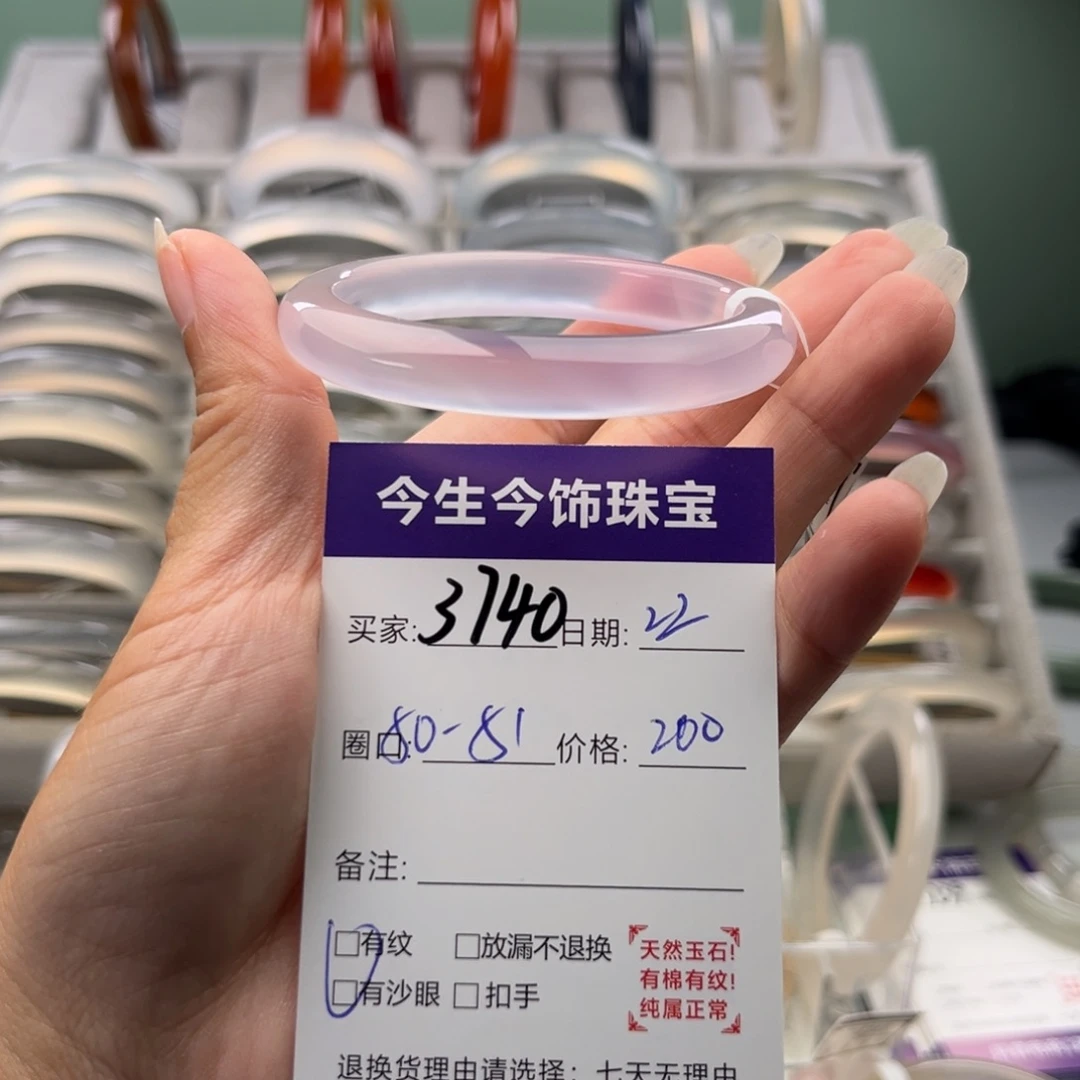 今生今饰珠宝
买家: 3740 日期: 22
圈口: 50-51 价格: 200
备注:
□有纹 □放漏不退换
□有沙眼 □扣手
天然玉石!
有棉有纹!
纯属正常
退换货理由请选择: 七天无理由